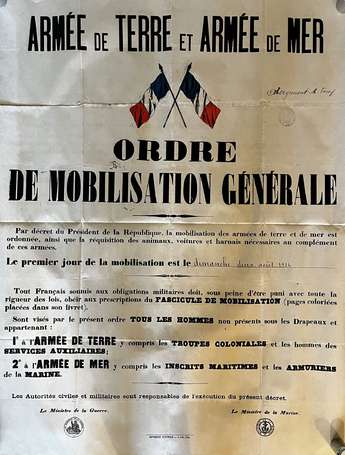 ARMÉE DE TERRE ET ARMÉE DE MER
ORDRE
DE MOBILISATION GÉNÉRALE
Par décret du Président de la République, la mobilisation des armées de terre et de mer est
ordonnée, ainsi que la réquisition des animaux, voitures et harnais nécessaires au complément
de ces armées.
Le premier jour de la mobilisation est le dimanche deux août 1914
Tout Français soumis aux obligations militaires doit, sous peine d'être puni avec toute la
rigueur des lois, obéir aux prescriptions du FASCICULE DE MOBILISATION (pages coloriées
placées dans son livret).
Sont visés par le présent ordre TOUS LES HOMMES non présents sous les Drapeaux et
appartenant :
1° à l'ARMÉE DE TERRE y compris les TROUPES COLONIALES et les hommes des
SERVICES AUXILIAIRES;
2° à l'ARMÉE DE MER y compris les INSCRITS MARITIMES et les ARMURIERS
de la MARINE.
Les Autorités civiles et militaires sont responsables de l'exécution du présent décret.
Le Ministre de la Guerre. Le Ministre de la Marine.